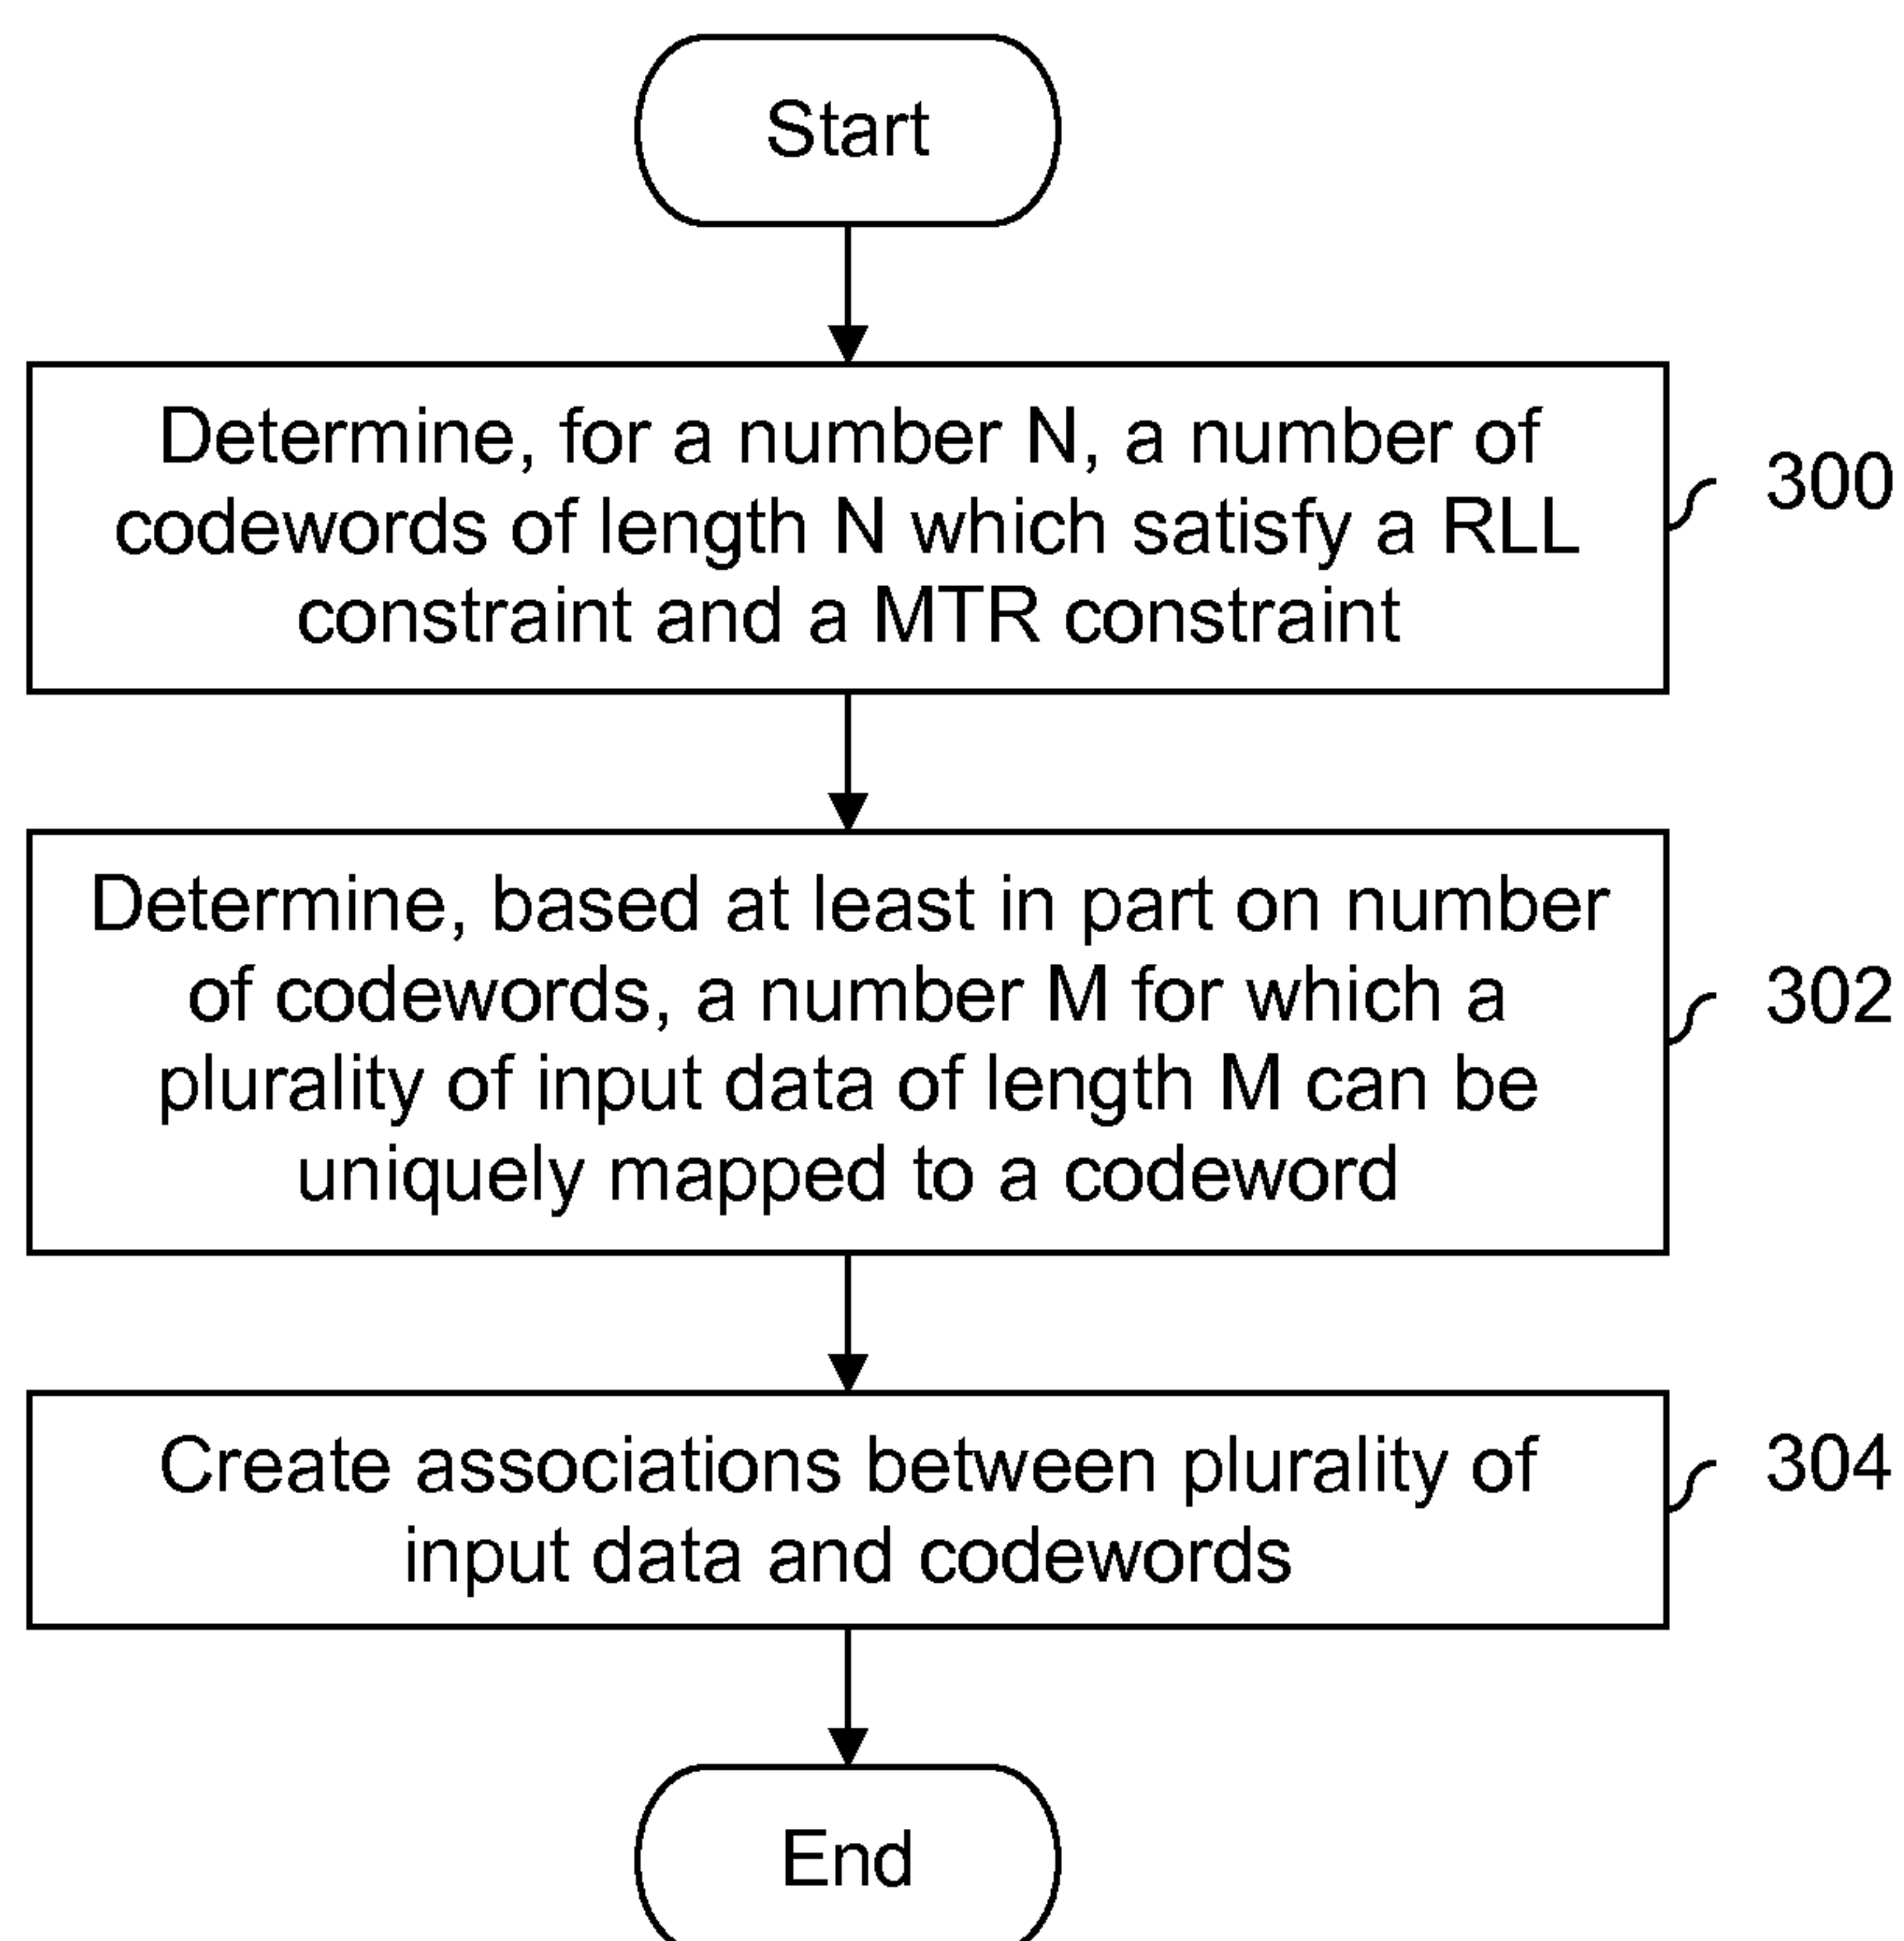 Start
Determine, for a number N, a number of
codewords of length N which satisfy a RLL
constraint and a MTR constraint
300
Determine, based at least in part on number
of codewords, a number M for which a
plurality of input data of length M can be
uniquely mapped to a codeword
302
Create associations between plurality of
input data and codewords
304
End